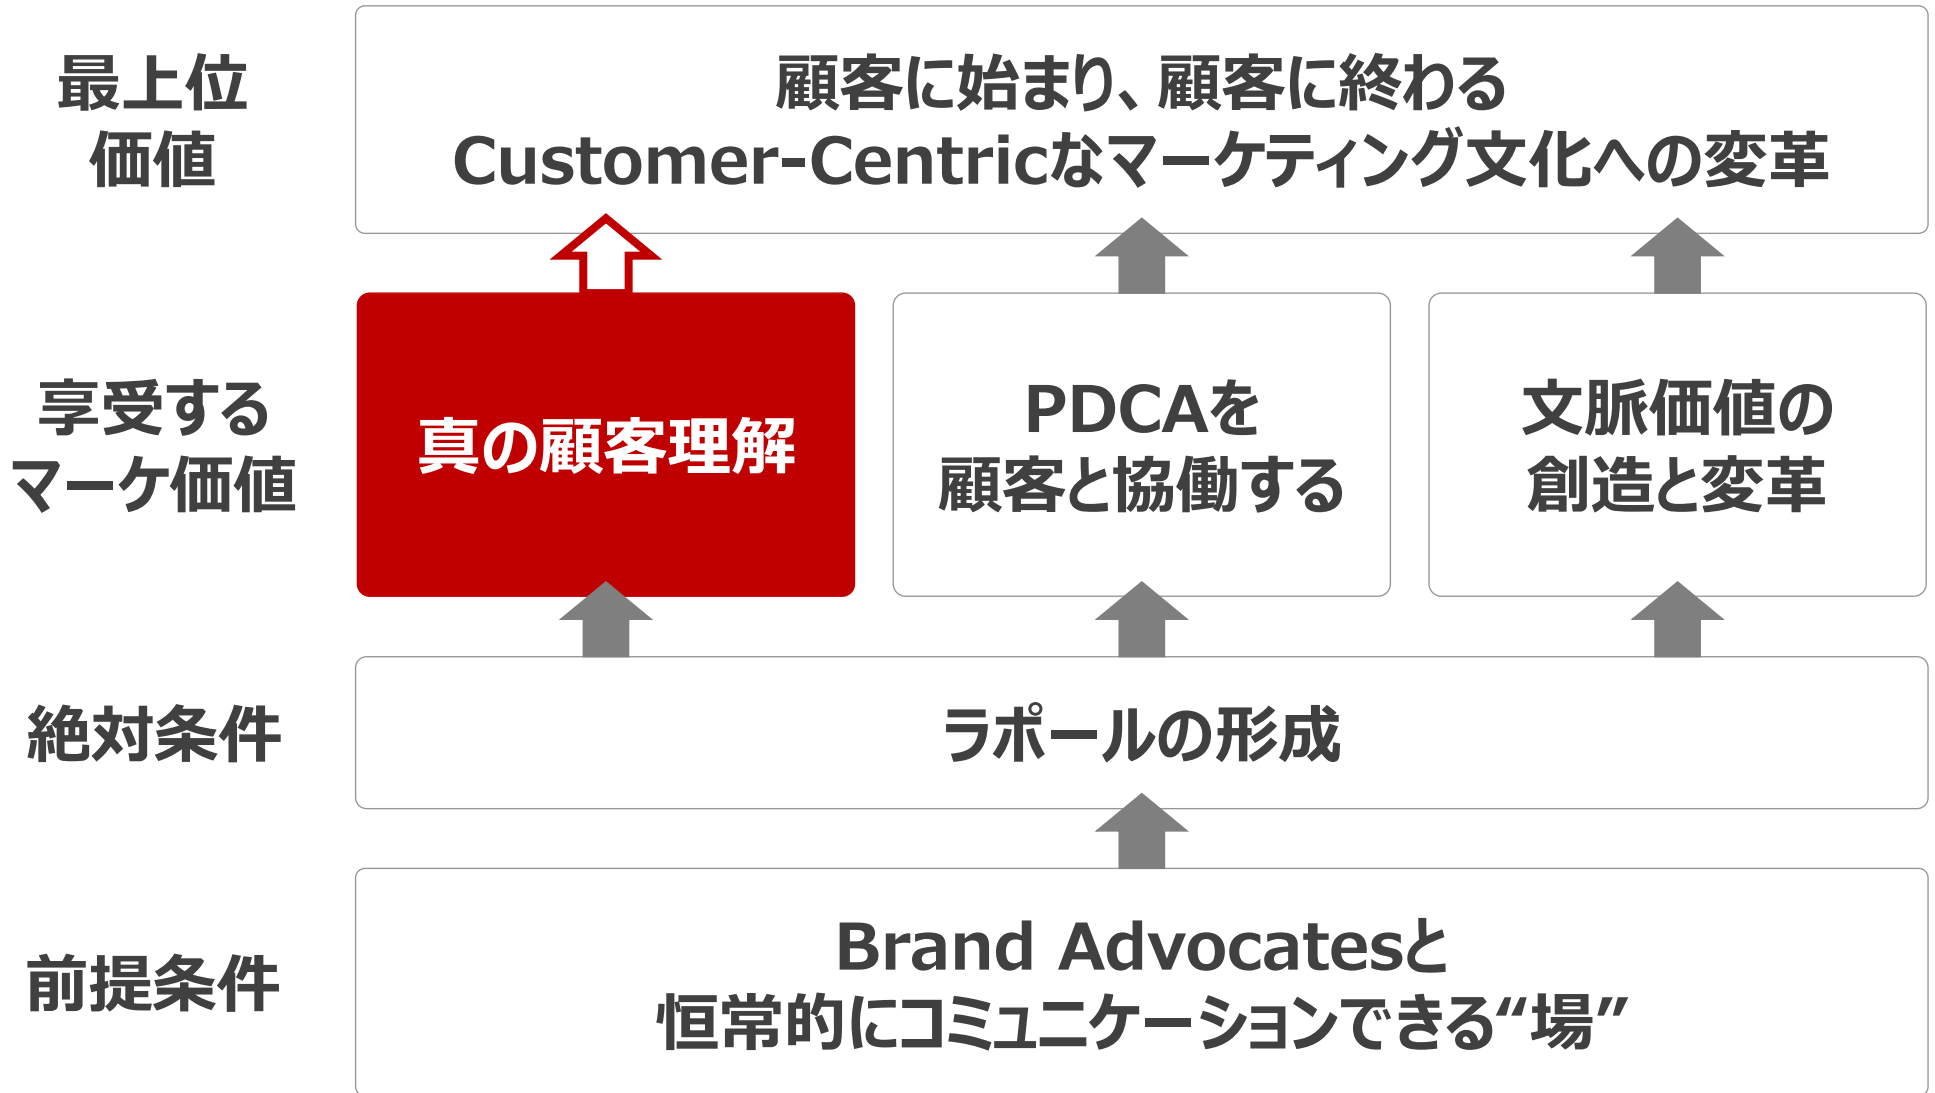 最上位
価値
顧客に始まり、顧客に終わる
Customer-Centricなマーケティング文化への変革
享受する
マーケ価値
真の顧客理解
PDCAを
顧客と協働する
文脈価値の
創造と変革
絶対条件
ラポールの形成
前提条件
Brand Advocatesと
恒常的にコミュニケーションできる“場”